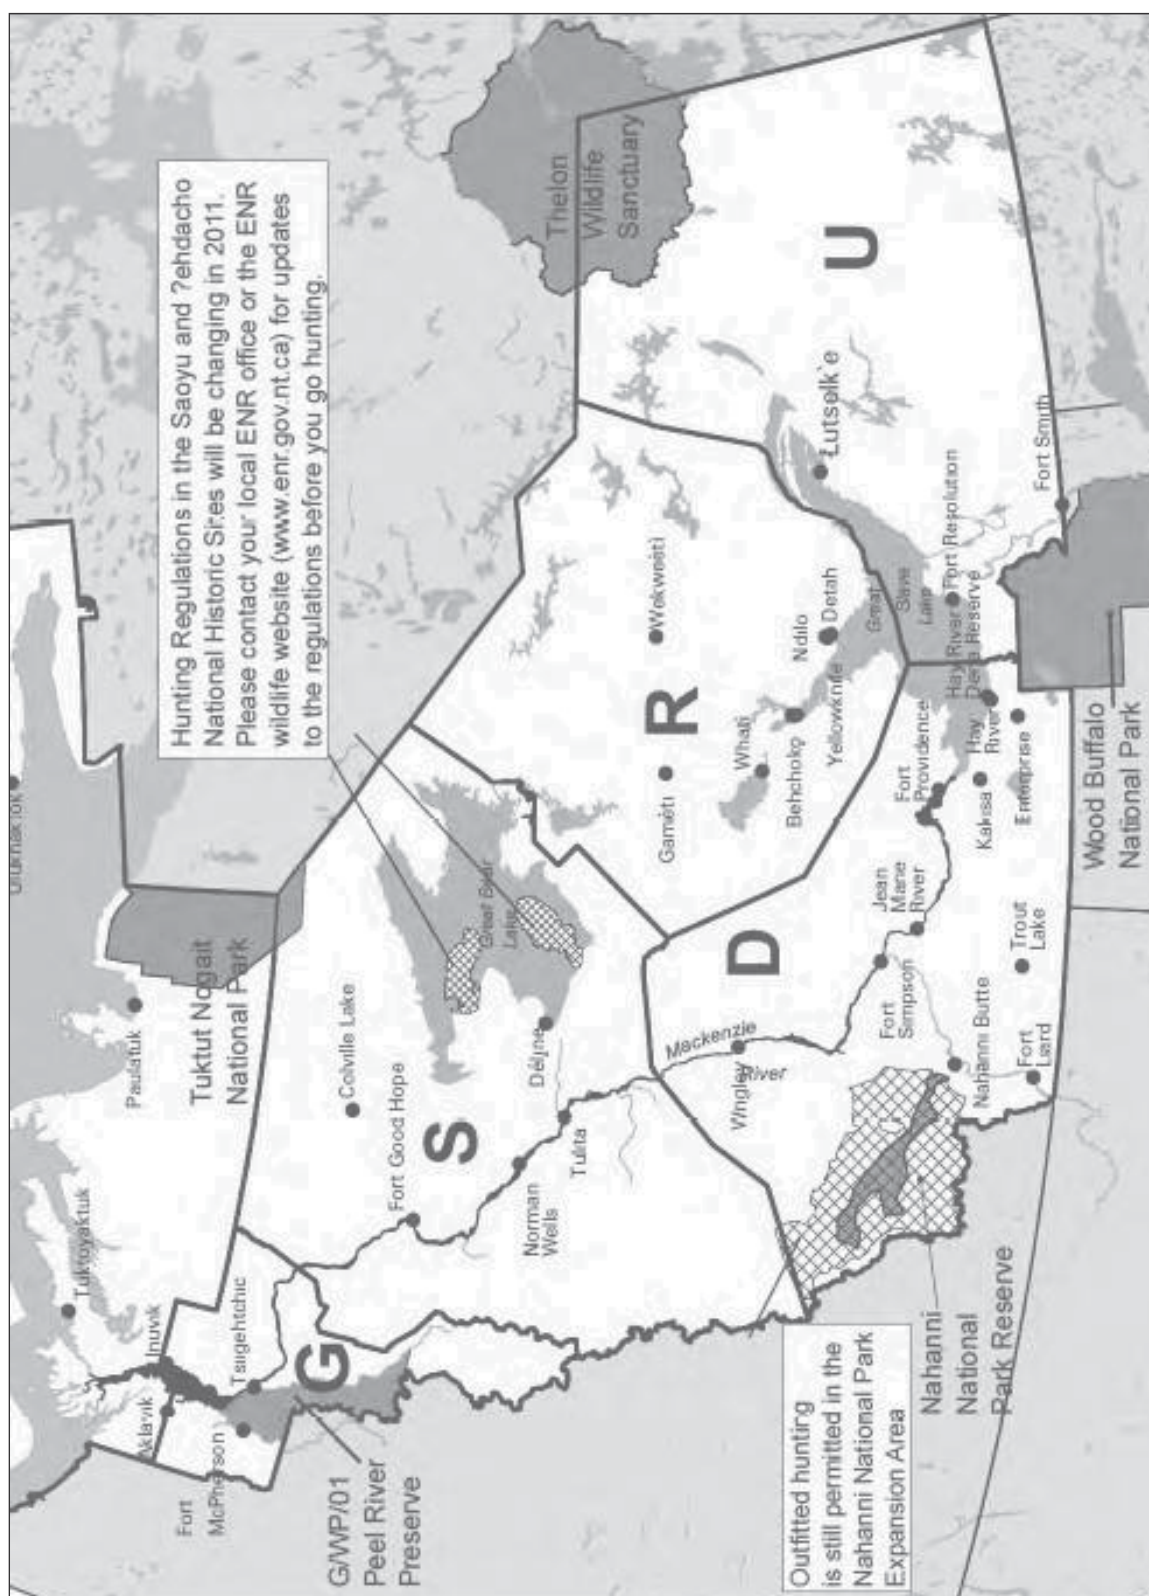 Hunting Regulations in the Saoyu and ?ehdacho
National Historic Sites will be changing in 2011.
Please contact your local ENR office or the ENR
wildlife website (www.enr.gov.nt.ca) for updates
to the regulations before you go hunting.
Tuktoyaktuk
Paulatuk
Inuvik
Aklavik
Tsiigehtchic
Fort
McPherson
G
G/WP/01
Peel River
Preserve
Tuktut Nogait
National Park
Colville Lake
Fort Good Hope
S
Great Bear
Lake
Délįne
Norman
Wells
Tulita
Thelon
Wildlife
Sanctuary
Wekweètì
R
Gamètì
Whatì
Behchokǫ
Ndilo
Detah
Yellowknife
U
Łutselk`e
Great
Slave
Lake
Mackenzie
River
Wrigley
D
Fort
Simpson
Jean
Marie
River
Fort
Providence
Kakisa
Hay
River
Hay River
Dene Reserve
Fort Resolution
Enterprise
Fort Smith
Trout
Lake
Nahanni Butte
Fort
Liard
Wood Buffalo
National Park
Outfitted hunting
is still permitted in the
Nahanni National Park
Expansion Area
Nahanni
National
Park Reserve